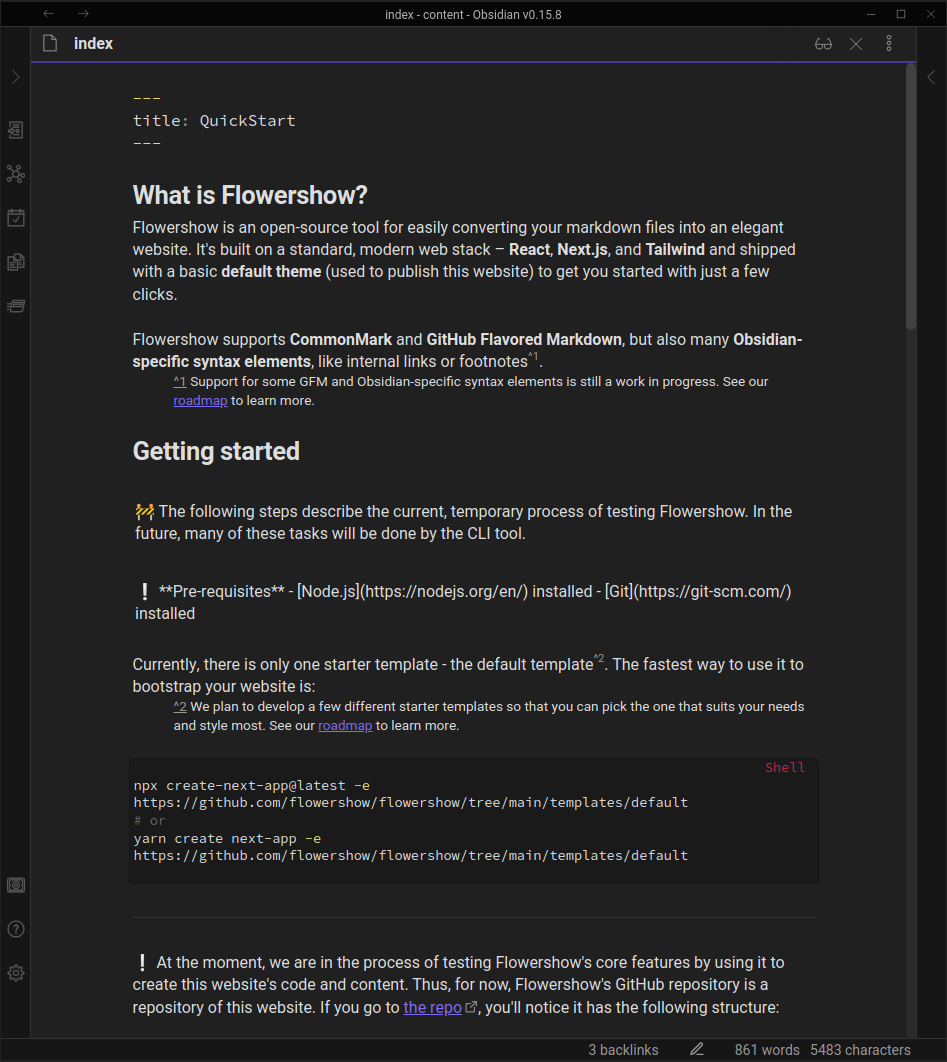 index - content - Obsidian v0.15.8
index
---
title: QuickStart
---
What is Flowershow?
Flowershow is an open-source tool for easily converting your markdown files into an elegant
website. It's built on a standard, modern web stack – React, Next.js, and Tailwind and shipped
with a basic default theme (used to publish this website) to get you started with just a few
clicks.
Flowershow supports CommonMark and GitHub Flavored Markdown, but also many Obsidian-
specific syntax elements, like internal links or footnotes^1.
^1 Support for some GFM and Obsidian-specific syntax elements is still a work in progress. See our
roadmap to learn more.
Getting started
🚧 The following steps describe the current, temporary process of testing Flowershow. In the
future, many of these tasks will be done by the CLI tool.
❕ **Pre-requisites** - [Node.js](https://nodejs.org/en/) installed - [Git](https://git-scm.com/)
installed
Currently, there is only one starter template - the default template^2. The fastest way to use it to
bootstrap your website is:
^2 We plan to develop a few different starter templates so that you can pick the one that suits your needs
and style most. See our roadmap to learn more.
Shell
npx create-next-app@latest -e
https://github.com/flowershow/flowershow/tree/main/templates/default
# or
yarn create next-app -e
https://github.com/flowershow/flowershow/tree/main/templates/default
❕ At the moment, we are in the process of testing Flowershow's core features by using it to
create this website's code and content. Thus, for now, Flowershow's GitHub repository is a
repository of this website. If you go to the repo, you'll notice it has the following structure:
3 backlinks 861 words 5483 characters